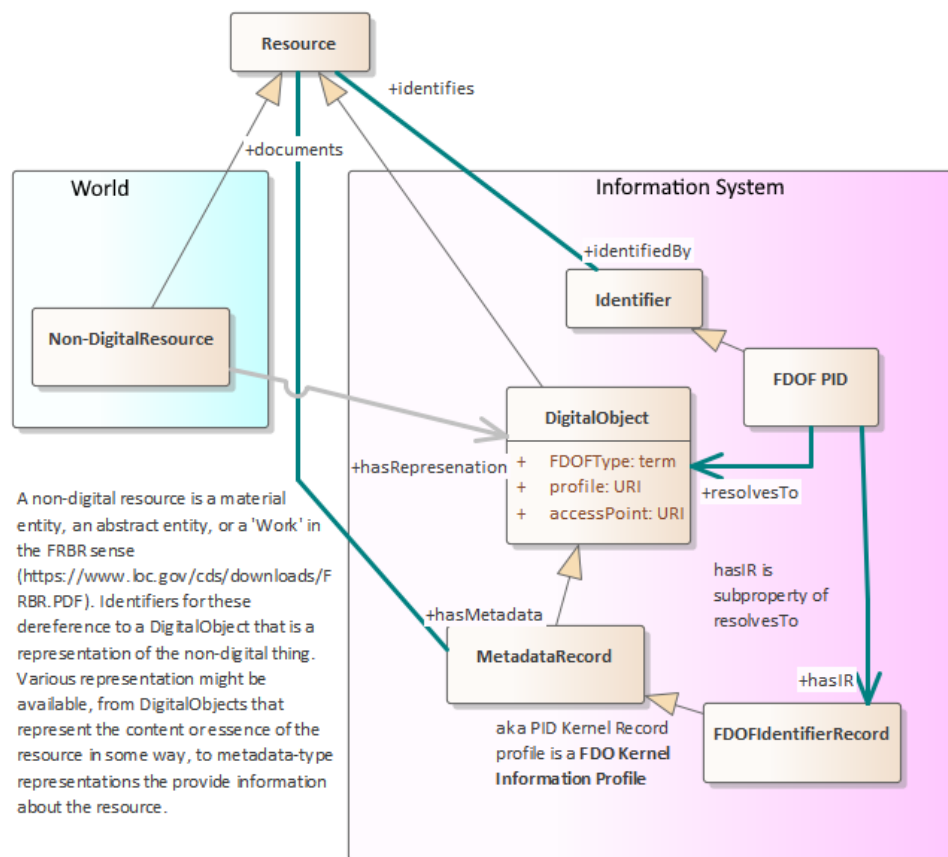 Resource
+identifies
+documents
World
Information System
+identifiedBy
Identifier
Non-DigitalResource
FDOF PID
DigitalObject
+ FDOFType: term
+ profile: URI
+ accessPoint: URI
+hasRepresenation
+resolvesTo
A non-digital resource is a material
entity, an abstract entity, or a 'Work' in
the FRBR sense
(https://www.loc.gov/cds/downloads/F
RBR.PDF). Identifiers for these
dereference to a DigitalObject that is a
representation of the non-digital thing.
Various representation might be
available, from DigitalObjects that
represent the content or essence of the
resource in some way, to metadata-type
representations the provide information
about the resource.
hasIR is
subproperty of
resolvesTo
+hasMetadata
MetadataRecord
+hasIR
FDOFIdentifierRecord
aka PID Kernel Record
profile is a FDO Kernel
Information Profile